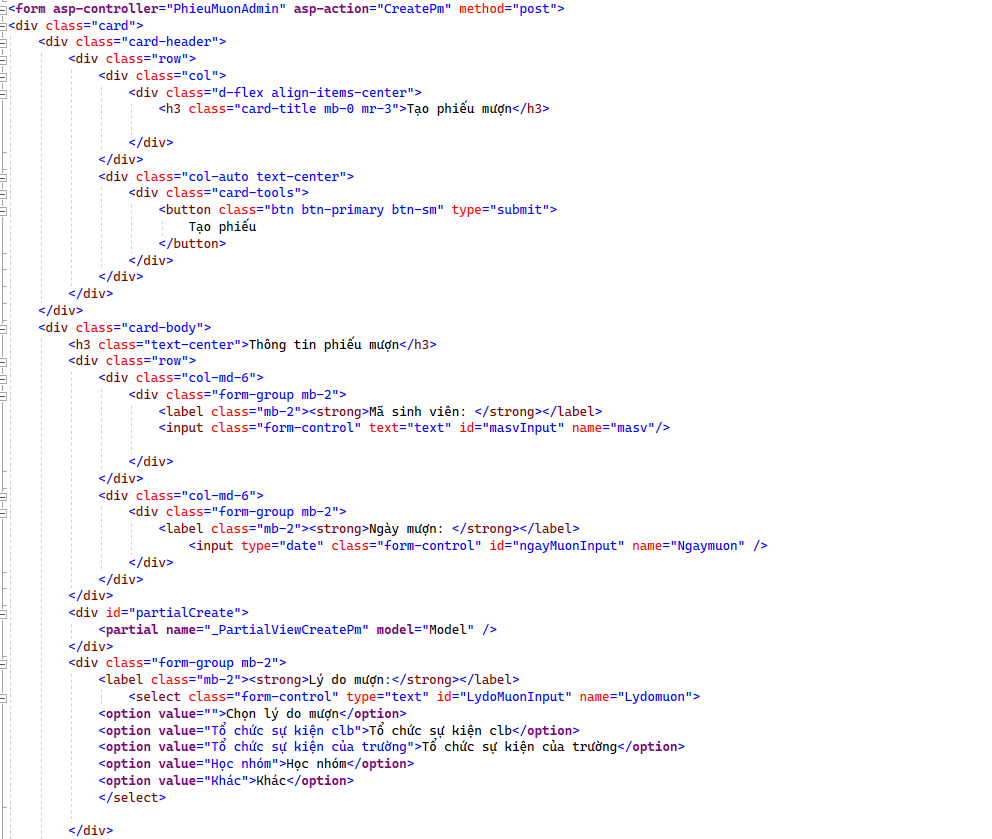 <form asp-controller="PhieuMuonAdmin" asp-action="CreatePm" method="post">
<div class="card">
<div class="card-header">
<div class="row">
<div class="col">
<div class="d-flex align-items-center">
<h3 class="card-title mb-0 mr-3">Tạo phiếu mượn</h3>
</div>
</div>
<div class="col-auto text-center">
<div class="card-tools">
<button class="btn btn-primary btn-sm" type="submit">
Tạo phiếu
</button>
</div>
</div>
</div>
</div>
<div class="card-body">
<h3 class="text-center">Thông tin phiếu mượn</h3>
<div class="row">
<div class="col-md-6">
<div class="form-group mb-2">
<label class="mb-2"><strong>Mã sinh viên: </strong></label>
<input class="form-control" text="text" id="masvInput" name="masv"/>
</div>
</div>
<div class="col-md-6">
<div class="form-group mb-2">
<label class="mb-2"><strong>Ngày mượn: </strong></label>
<input type="date" class="form-control" id="ngayMuonInput" name="Ngaymuon" />
</div>
</div>
</div>
<div id="partialCreate">
<partial name="_PartialViewCreatePm" model="Model" />
</div>
<div class="form-group mb-2">
<label class="mb-2"><strong>Lý do mượn:</strong></label>
<select class="form-control" type="text" id="LydoMuonInput" name="Lydomuon">
<option value="">Chọn lý do mượn</option>
<option value="Tổ chức sự kiện clb">Tổ chức sự kiện clb</option>
<option value="Tổ chức sự kiện của trường">Tổ chức sự kiện của trường</option>
<option value="Học nhóm">Học nhóm</option>
<option value="Khác">Khác</option>
</select>
</div>